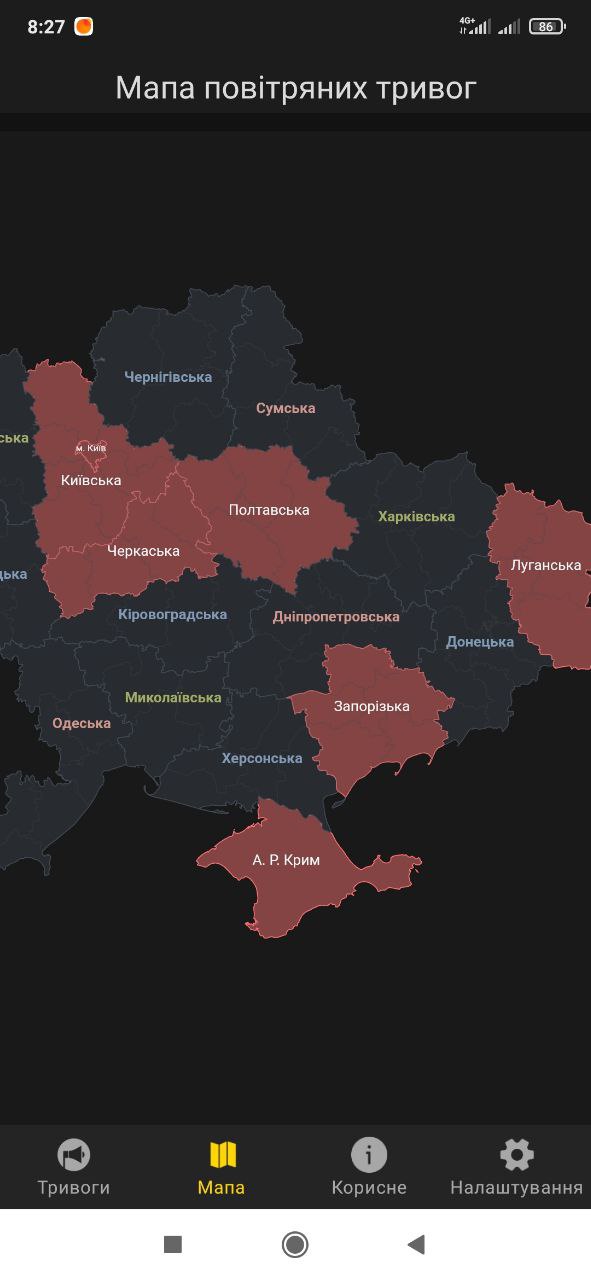 8:27
4G+
86
Мапа повітряних тривог
Чернігівська
Сумська
ська
м. Київ
Київська
Полтавська
Харківська
Черкаська
Луганська
цька
Кіровоградська
Дніпропетровська
Донецька
Миколаївська
Запорізька
Одеська
Херсонська
А. Р. Крим
Тривоги
Мапа
Корисне
Налаштування